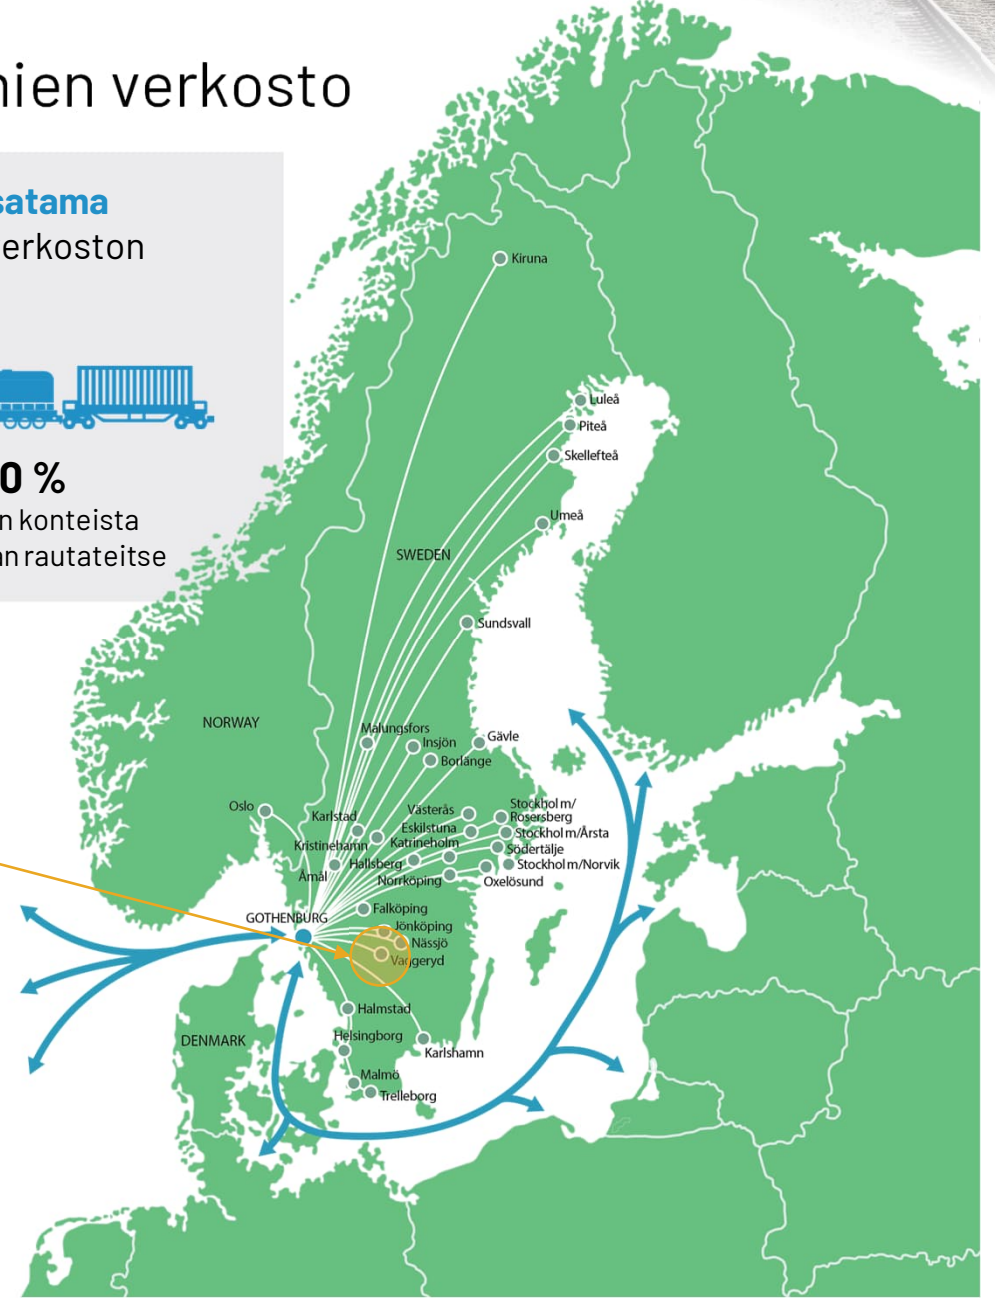 nien verkosto
satama
erkoston
0 %
n konteista
an rautateitse
Kiruna
Luleå
Piteå
Skellefteå
Umeå
SWEDEN
Sundsvall
NORWAY
Malungsfors
Insjön
Gävle
Borlänge
Oslo
Karlstad
Västerås
Stockholm/
Rosersberg
Eskilstuna
Stockholm/Årsta
Kristinehamn
Katrineholm
Södertälje
Hallsberg
Stockholm/Norvik
Åmål
Norrköping
Oxelösund
Falköping
GOTHENBURG
Jönköping
Nässjö
Vaggeryd
Halmstad
Helsingborg
DENMARK
Karlshamn
Malmö
Trelleborg